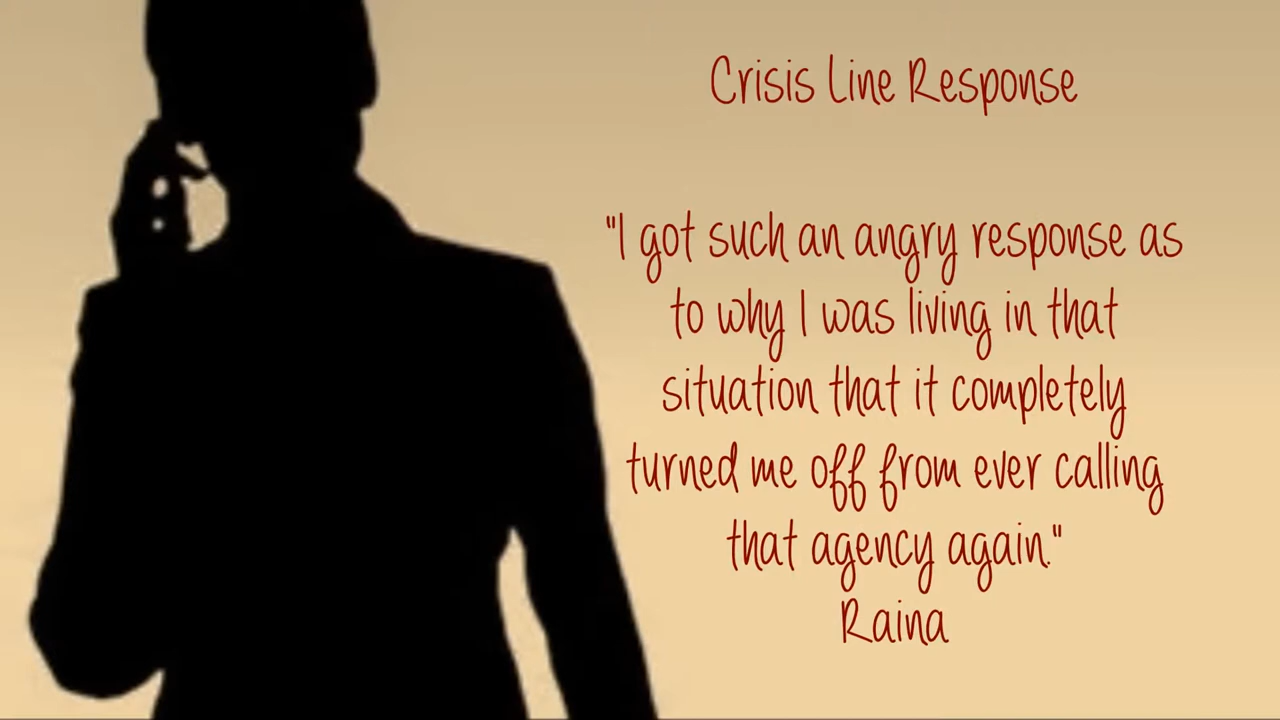 Crisis Line Response
"I got such an angry response as
to why I was living in that
situation that it completely
turned me off from ever calling
that agency again."
Raina